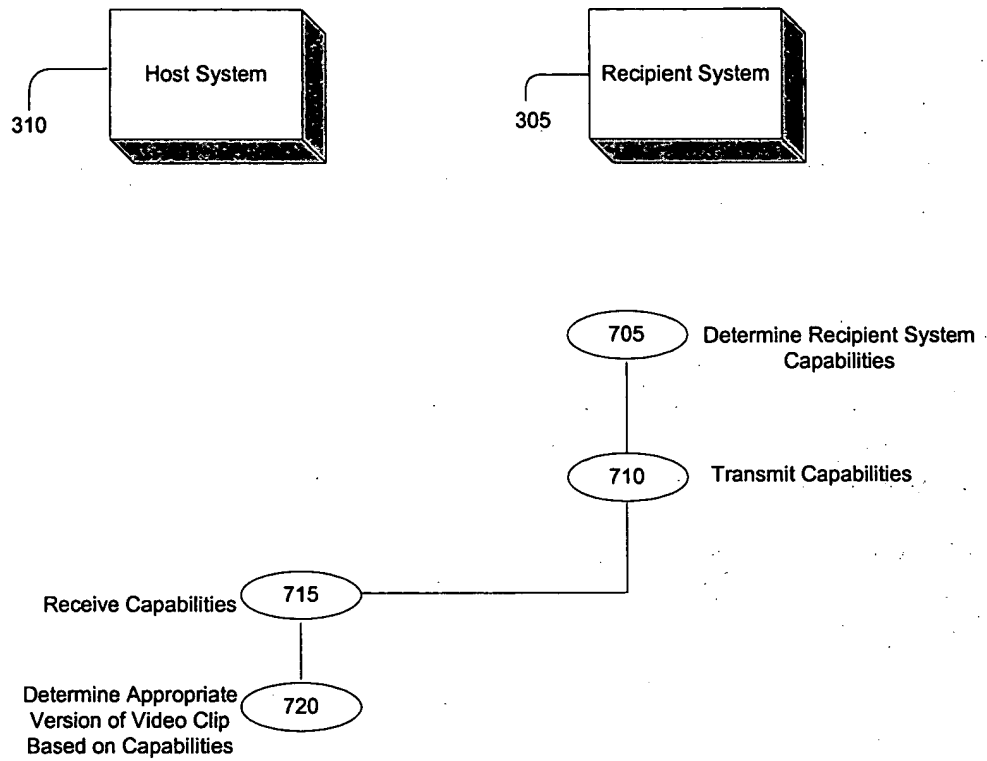 Host System
Recipient System
310
305
705
Determine Recipient System
Capabilities
710
Transmit Capabilities
Receive Capabilities
715
Determine Appropriate
Version of Video Clip
Based on Capabilities
720